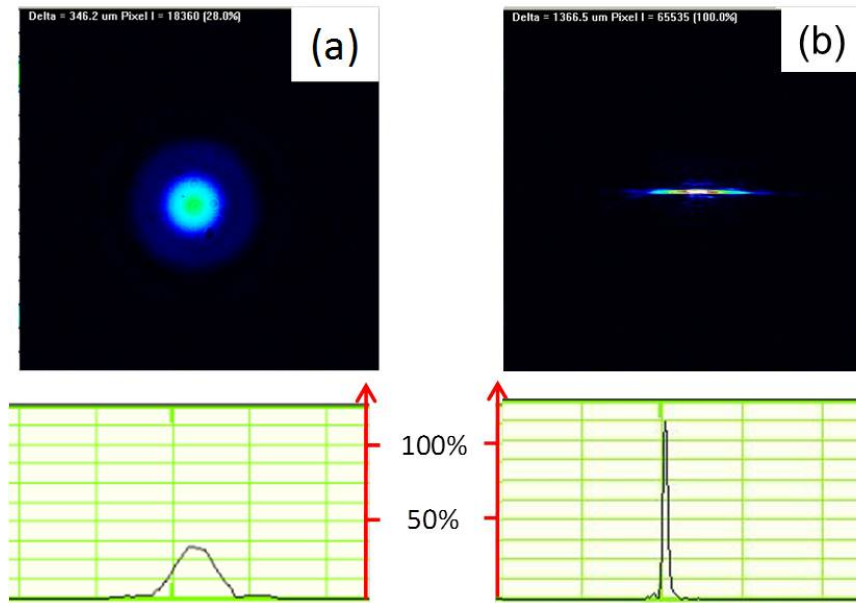 Delta = 346.2 um Pixel I = 18360 (28.0%)
(a)
Delta = 1366.5 um Pixel I = 65535 (100.0%)
(b)
100%
50%